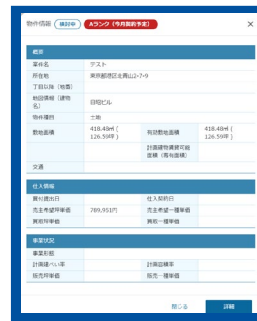 物件情報 検討中 Aランク（今月契約予定） ×
概要
案件名 テスト
所在地 東京都港区北青山2-7-9
丁目以降（地番）
地図情報（建物名） 日昭ビル
物件種目 土地
敷地面積 418.48㎡ ( 126.59坪 ) 有効敷地面積 418.48㎡ ( 126.59坪 )
計画建物賃貸可能面積（専有面積）
交通
仕入情報
買付提出日 仕入契約日
売主希望坪単価 789,951円 売主希望一種単価
買取坪単価 買取一種単価
事業状況
事業形態
計画建ぺい率 計画容積率
販売坪単価 販売一種単価
閉じる 詳細